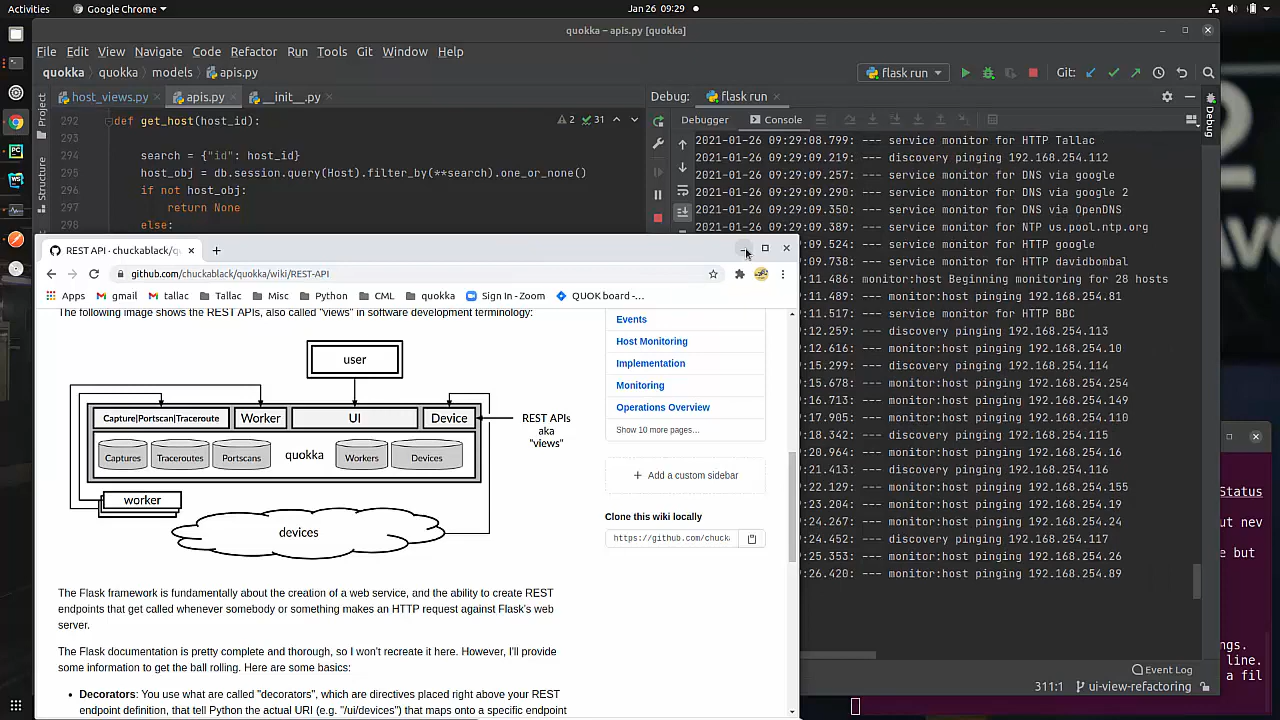 Activities
Google Chrome
Jan 26 09:29
quokka – apis.py [quokka]
File Edit View Navigate Code Refactor Run Tools Git Window Help
quokka quokka models apis.py
flask run
Git:
host_views.py apis.py __init__.py
Debug: flask run
Project
Structure
Debug
Debugger Console
2 31
292 def get_host(host_id):
293
294 search = {"id": host_id}
295 host_obj = db.session.query(Host).filter_by(**search).one_or_none()
296 if not host_obj:
297 return None
298 else:
2021-01-26 09:29:08.799: --- service monitor for HTTP Tallac
2021-01-26 09:29:09.219: --- discovery pinging 192.168.254.112
2021-01-26 09:29:09.257: --- service monitor for DNS via google
2021-01-26 09:29:09.298: --- service monitor for DNS via google 2
2021-01-26 09:29:09.350: --- service monitor for DNS via OpenDNS
2021-01-26 09:29:09.389: --- service monitor for NTP us.pool.ntp.org
9.524: --- service monitor for HTTP google
9.738: --- service monitor for HTTP davidbombal
11.486: monitor:host Beginning monitoring for 28 hosts
11.489: --- monitor:host pinging 192.168.254.81
11.517: --- service monitor for HTTP BBC
12.259: --- discovery pinging 192.168.254.113
12.616: --- monitor:host pinging 192.168.254.10
15.299: --- discovery pinging 192.168.254.114
15.678: --- monitor:host pinging 192.168.254.254
16.713: --- monitor:host pinging 192.168.254.149
17.905: --- monitor:host pinging 192.168.254.110
18.342: --- discovery pinging 192.168.254.115
20.964: --- monitor:host pinging 192.168.254.16
21.413: --- discovery pinging 192.168.254.116
22.129: --- monitor:host pinging 192.168.254.155
23.204: --- monitor:host pinging 192.168.254.19
24.267: --- monitor:host pinging 192.168.254.24
24.452: --- discovery pinging 192.168.254.117
25.353: --- monitor:host pinging 192.168.254.26
26.420: --- monitor:host pinging 192.168.254.89
REST API · chuckablack/qu
github.com/chuckablack/quokka/wiki/REST-API
Apps gmail tallac Tallac Misc Python CML quokka Sign In - Zoom QUOK board -...
The following image shows the REST APIs, also called "views" in software development terminology:
user
Capture|Portscan|Traceroute Worker UI Device
REST APIs
aka
"views"
Captures Traceroutes Portscans quokka Workers Devices
worker
devices
The Flask framework is fundamentally about the creation of a web service, and the ability to create REST
endpoints that get called whenever somebody or something makes an HTTP request against Flask's web
server.
The Flask documentation is pretty complete and thorough, so I won't recreate it here. However, I'll provide
some information to get the ball rolling. Here are some basics:
• Decorators: You use what are called "decorators", which are directives placed right above your REST
endpoint definition, that tell Python the actual URI (e.g. "/ui/devices") that maps onto a specific endpoint
Events
Host Monitoring
Implementation
Monitoring
Operations Overview
Show 10 more pages...
+ Add a custom sidebar
Clone this wiki locally
https://github.com/chucka
Status
ut nev
e but
ngs.
line.
a fil
Event Log
311:1 ui-view-refactoring